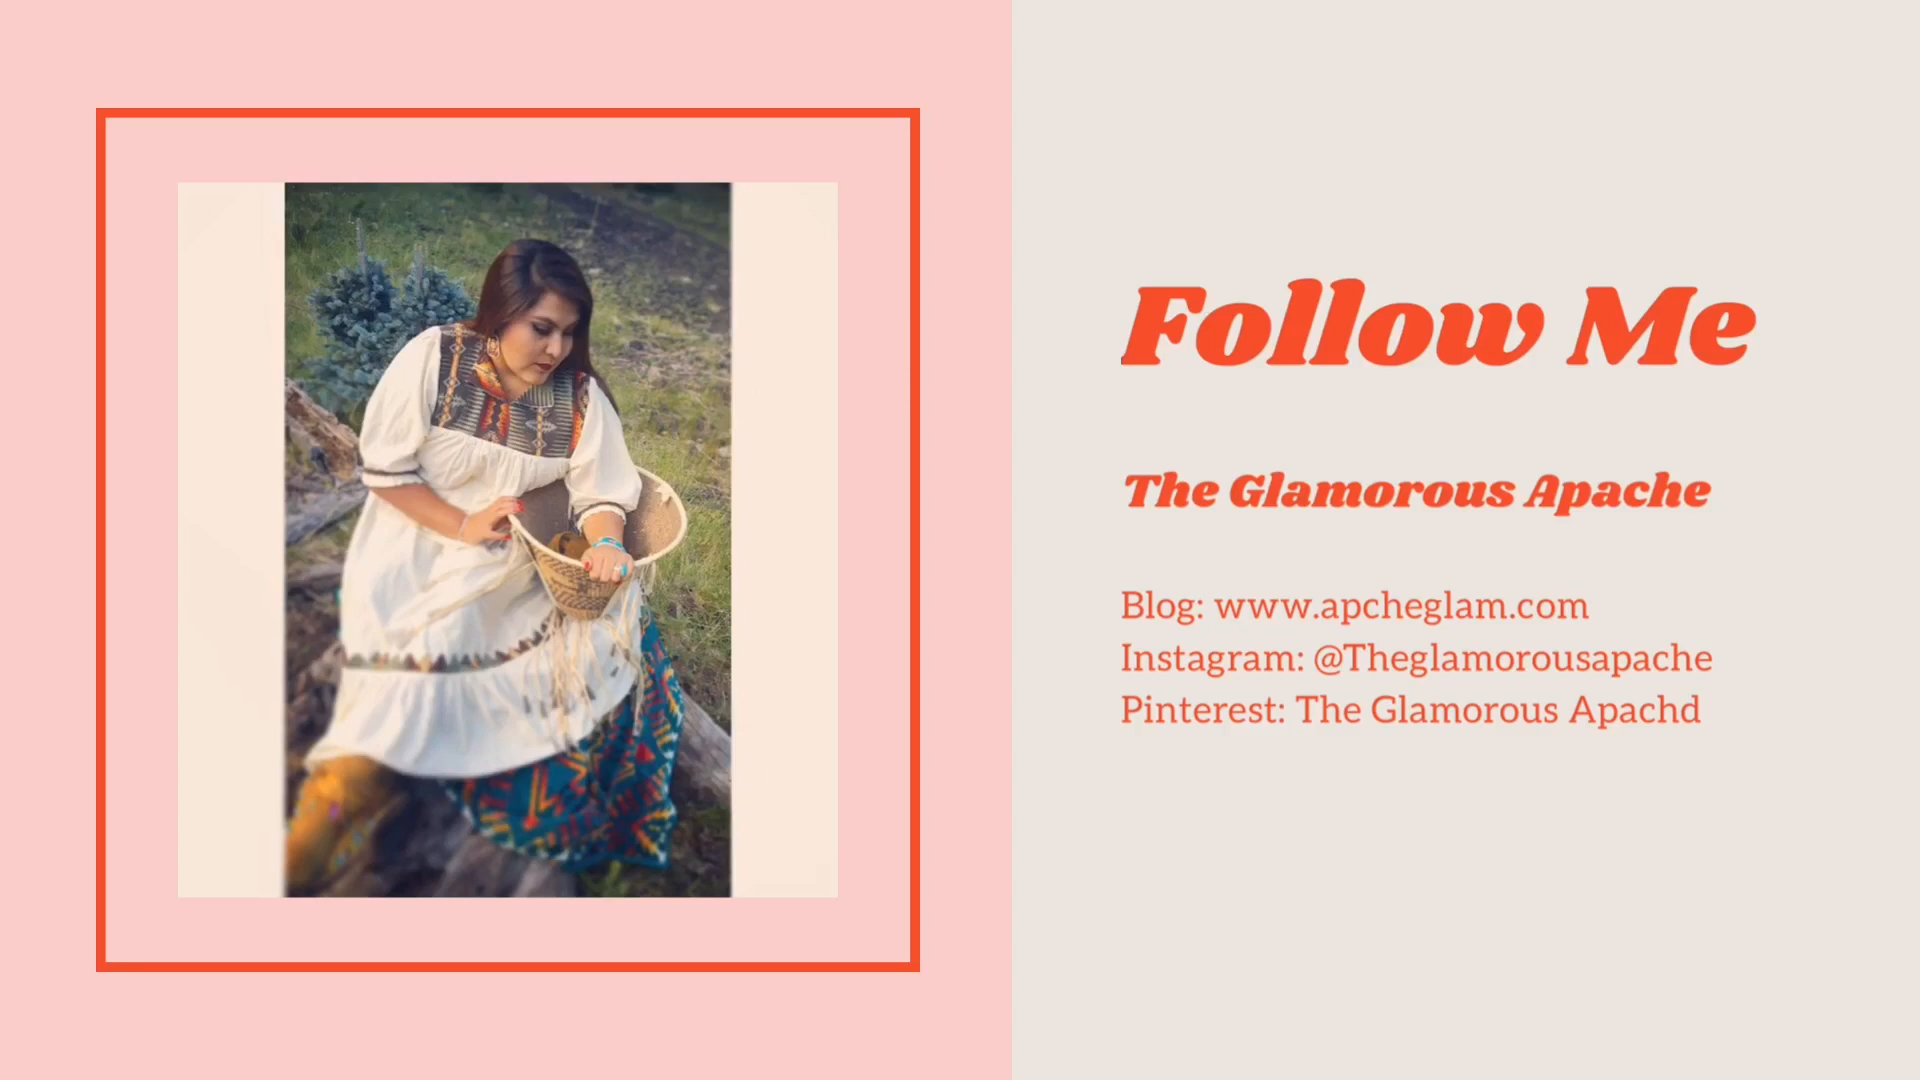 Follow Me
The Glamorous Apache
Blog: www.apcheglam.com
Instagram: @Theglamorousapache
Pinterest: The Glamorous Apachd